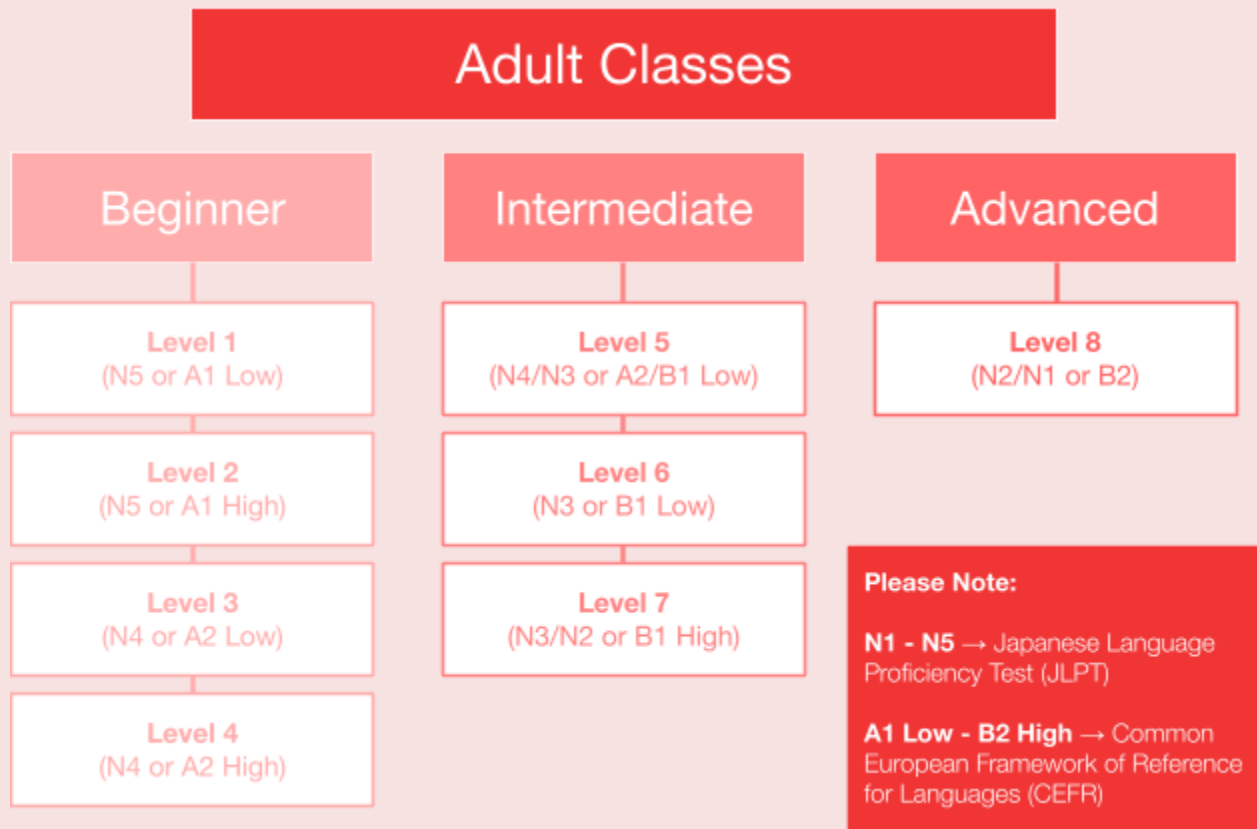 Adult Classes
Beginner
Level 1
(N5 or A1 Low)
Level 2
(N5 or A1 High)
Level 3
(N4 or A2 Low)
Level 4
(N4 or A2 High)
Intermediate
Level 5
(N4/N3 or A2/B1 Low)
Level 6
(N3 or B1 Low)
Level 7
(N3/N2 or B1 High)
Advanced
Level 8
(N2/N1 or B2)
Please Note:
N1 - N5 → Japanese Language
Proficiency Test (JLPT)
A1 Low - B2 High → Common
European Framework of Reference
for Languages (CEFR)